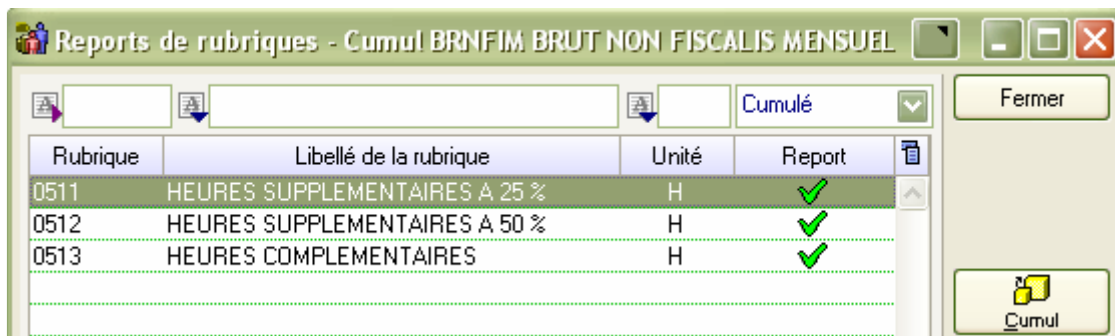 Reports de rubriques - Cumul BRNFIM BRUT NON FISCALIS MENSUEL
Cumulé
Fermer
Rubrique Libellé de la rubrique Unité Report
0511 HEURES SUPPLEMENTAIRES A 25 % H
0512 HEURES SUPPLEMENTAIRES A 50 % H
0513 HEURES COMPLEMENTAIRES H
Cumul